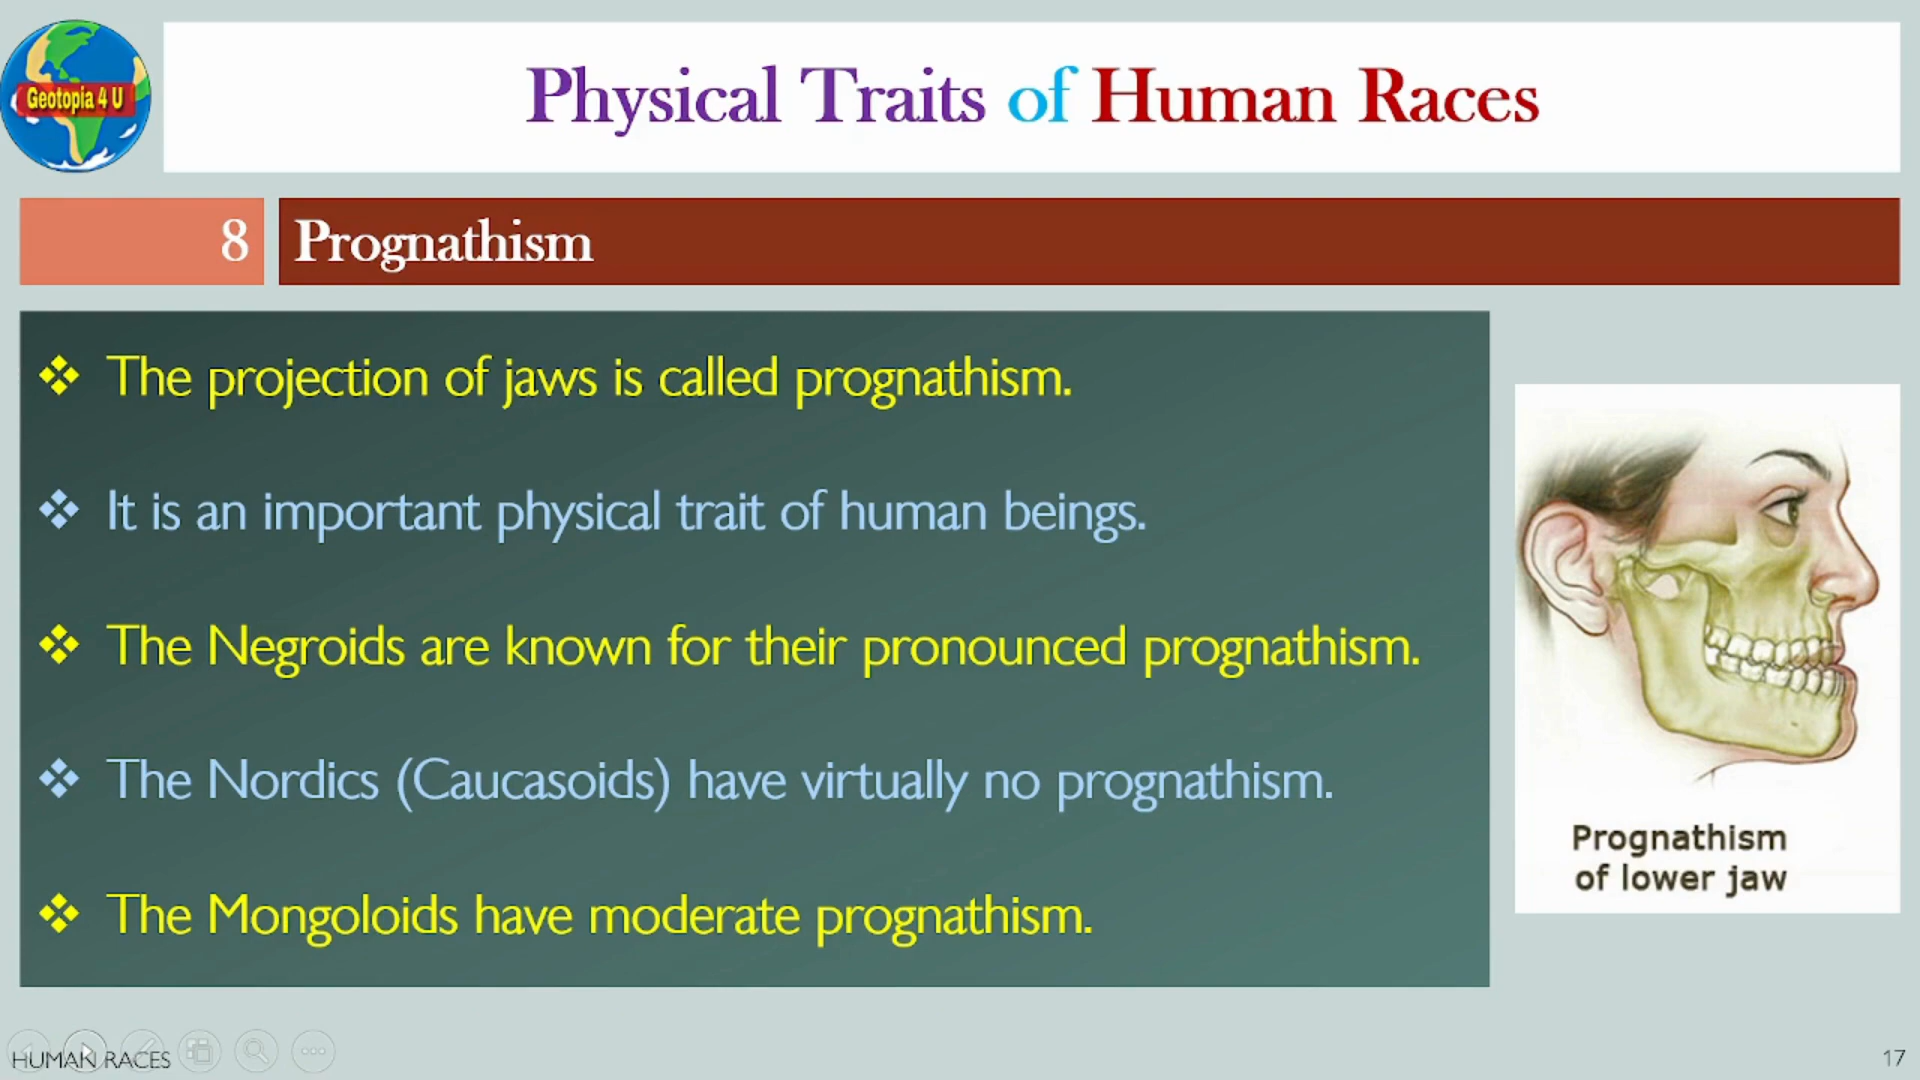 Geotopia 4 U
Physical Traits of Human Races
8 Prognathism
❖ The projection of jaws is called prognathism.
❖ It is an important physical trait of human beings.
❖ The Negroids are known for their pronounced prognathism.
❖ The Nordics (Caucasoids) have virtually no prognathism.
❖ The Mongoloids have moderate prognathism.
Prognathism
of lower jaw
HUMAN RACES
17